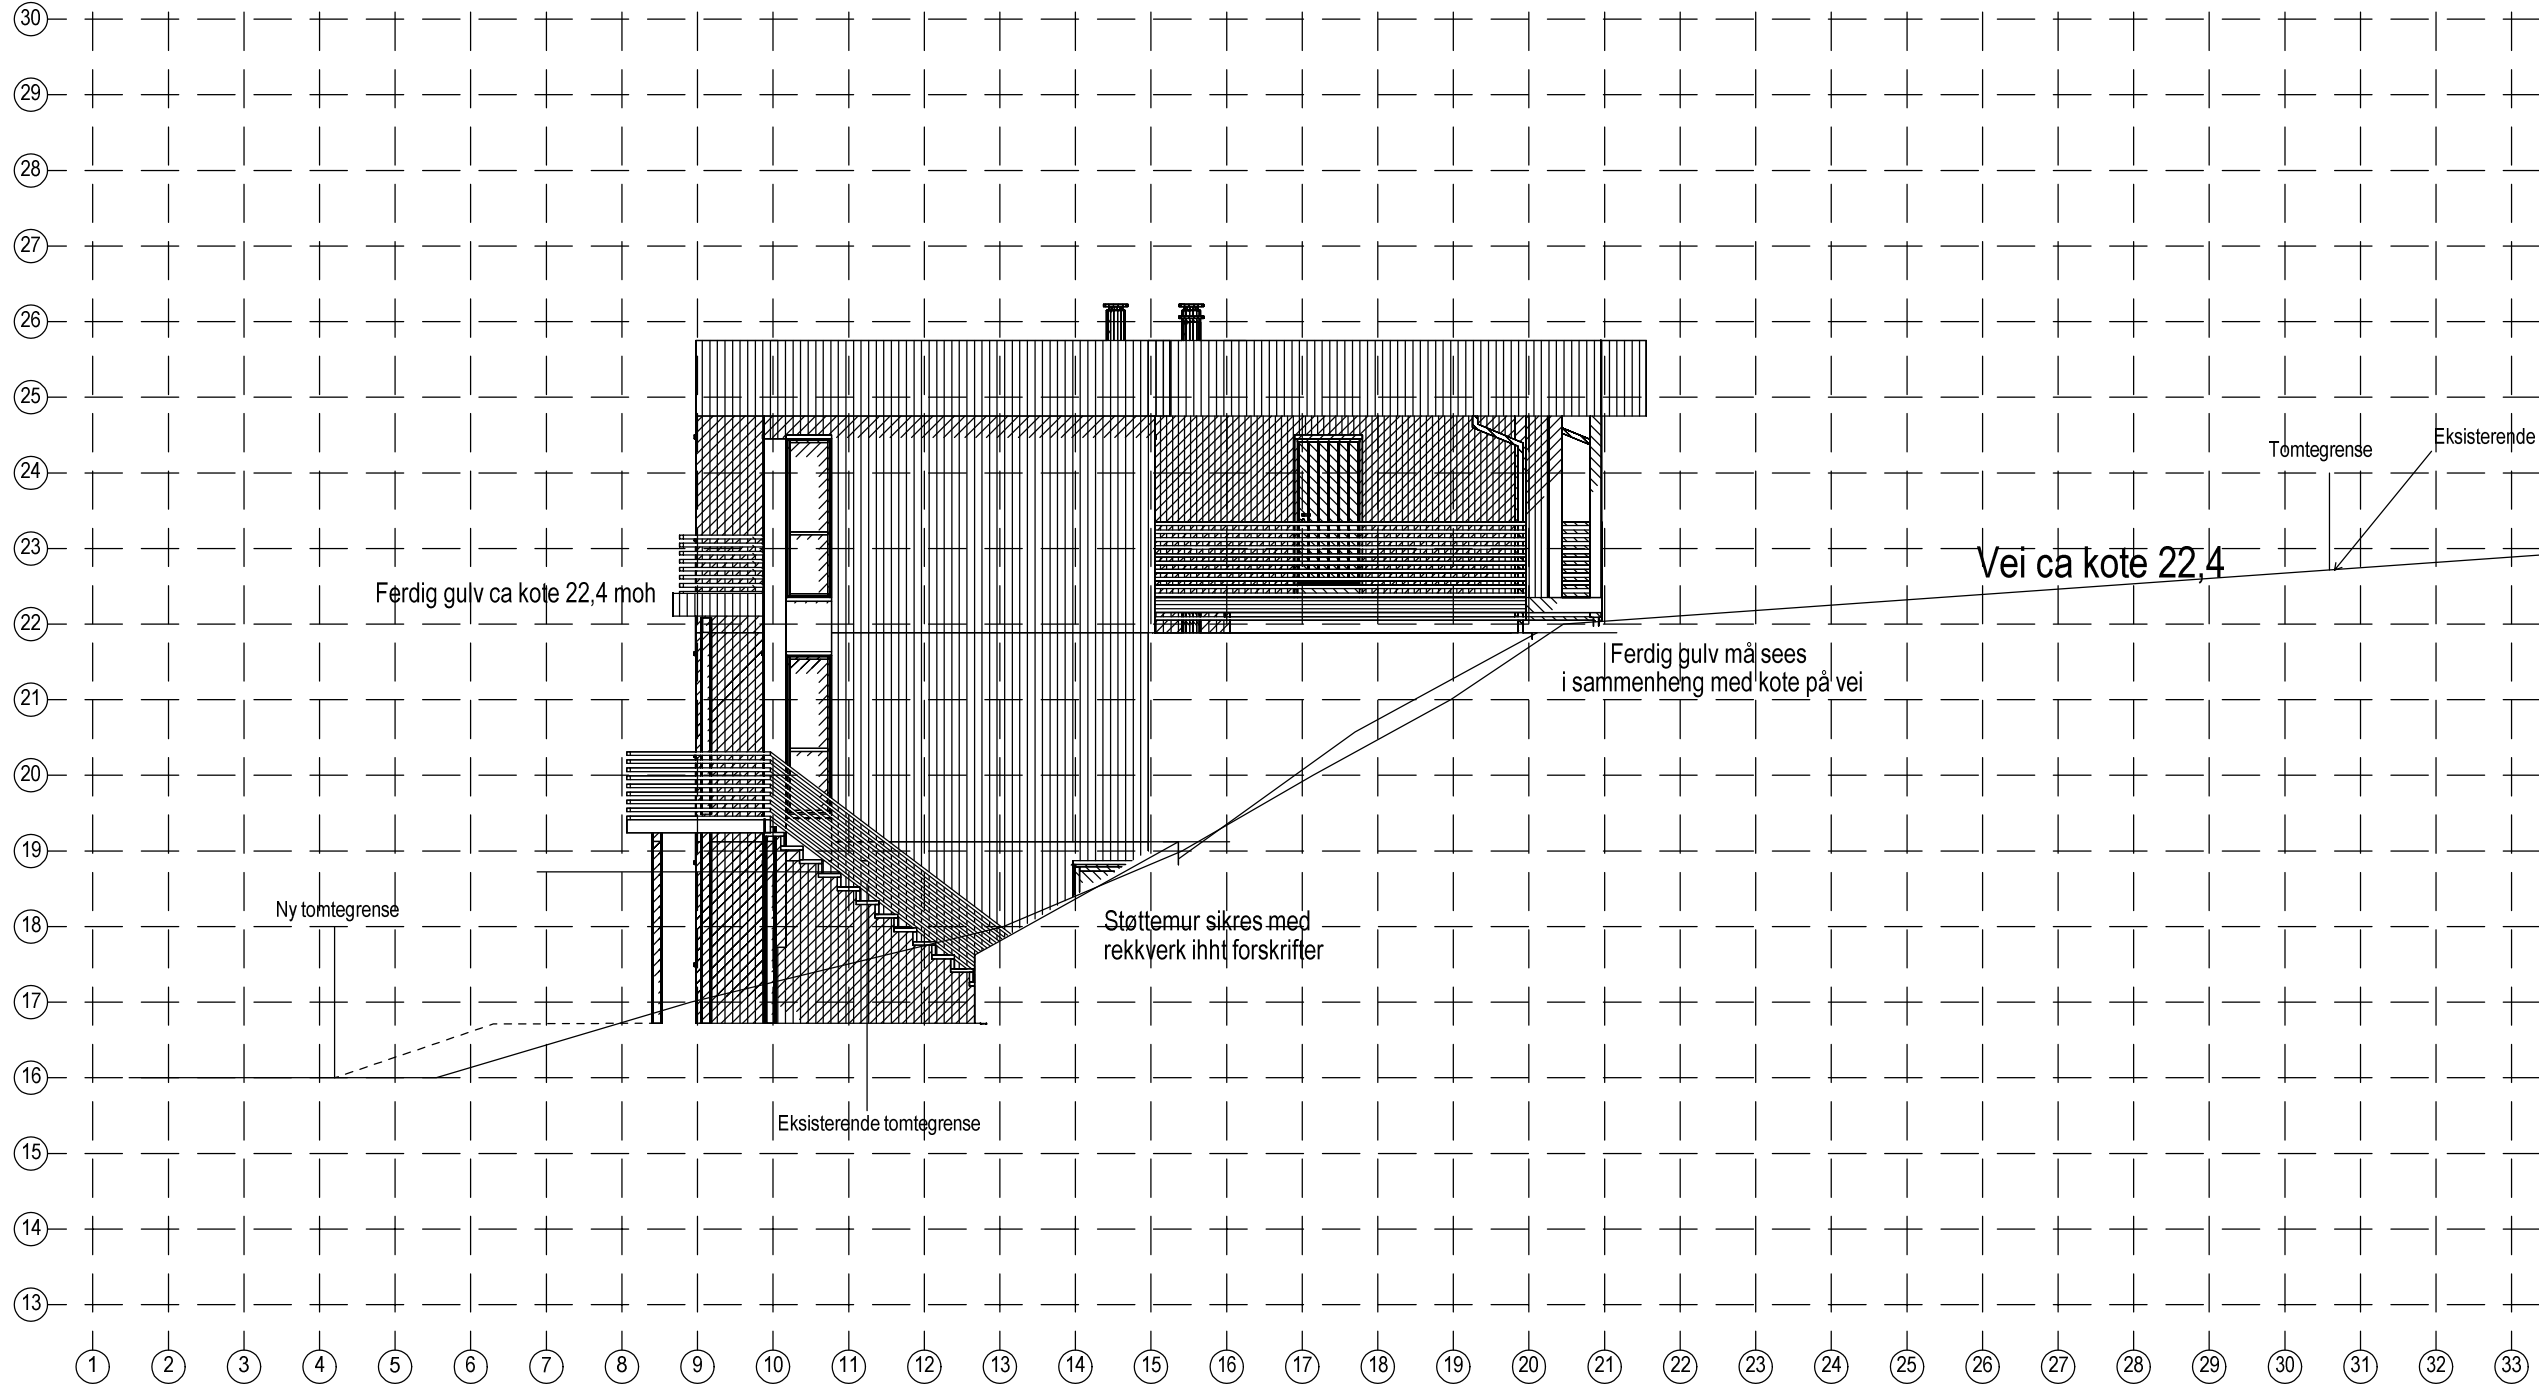 30
29
28
27
26
25
24
23
22
21
20
19
18
17
16
15
14
13
Tomtegrense
Eksisterende
Vei ca kote 22,4
Ferdig gulv ca kote 22,4 moh
Ferdig gulv må sees
i sammenheng med kote på vei
Ny tomtegrense
Støttemur sikres med
rekkverk ihht forskrifter
Eksisterende tomtegrense
1 2 3 4 5 6 7 8 9 10 11 12 13 14 15 16 17 18 19 20 21 22 23 24 25 26 27 28 29 30 31 32 33